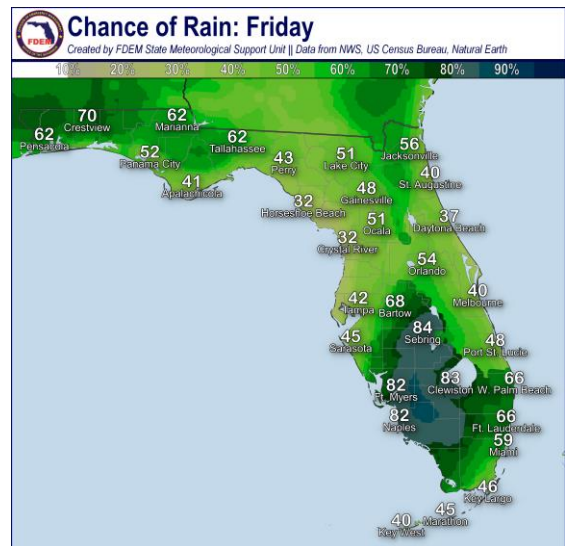 FDEM
Chance of Rain: Friday
Created by FDEM State Meteorological Support Unit || Data from NWS, US Census Bureau, Natural Earth
10% 20% 30% 40% 50% 60% 70% 80% 90%
70
Crestview
62
Marianna
62
Pensacola
62
Tallahassee
56
Jacksonville
52
Panama City
43
Perry
51
Lake City
40
St. Augustine
41
Apalachicola
48
Gainesville
32
Horseshoe Beach
51
Ocala
37
Daytona Beach
32
Crystal River
54
Orlando
42
Tampa
68
Bartow
40
Melbourne
84
Sebring
45
Sarasota
48
Port St. Lucie
82
Ft. Myers
83
Clewiston
66
W. Palm Beach
82
Naples
66
Ft. Lauderdale
59
Miami
46
Key Largo
45
Marathon
40
Key West